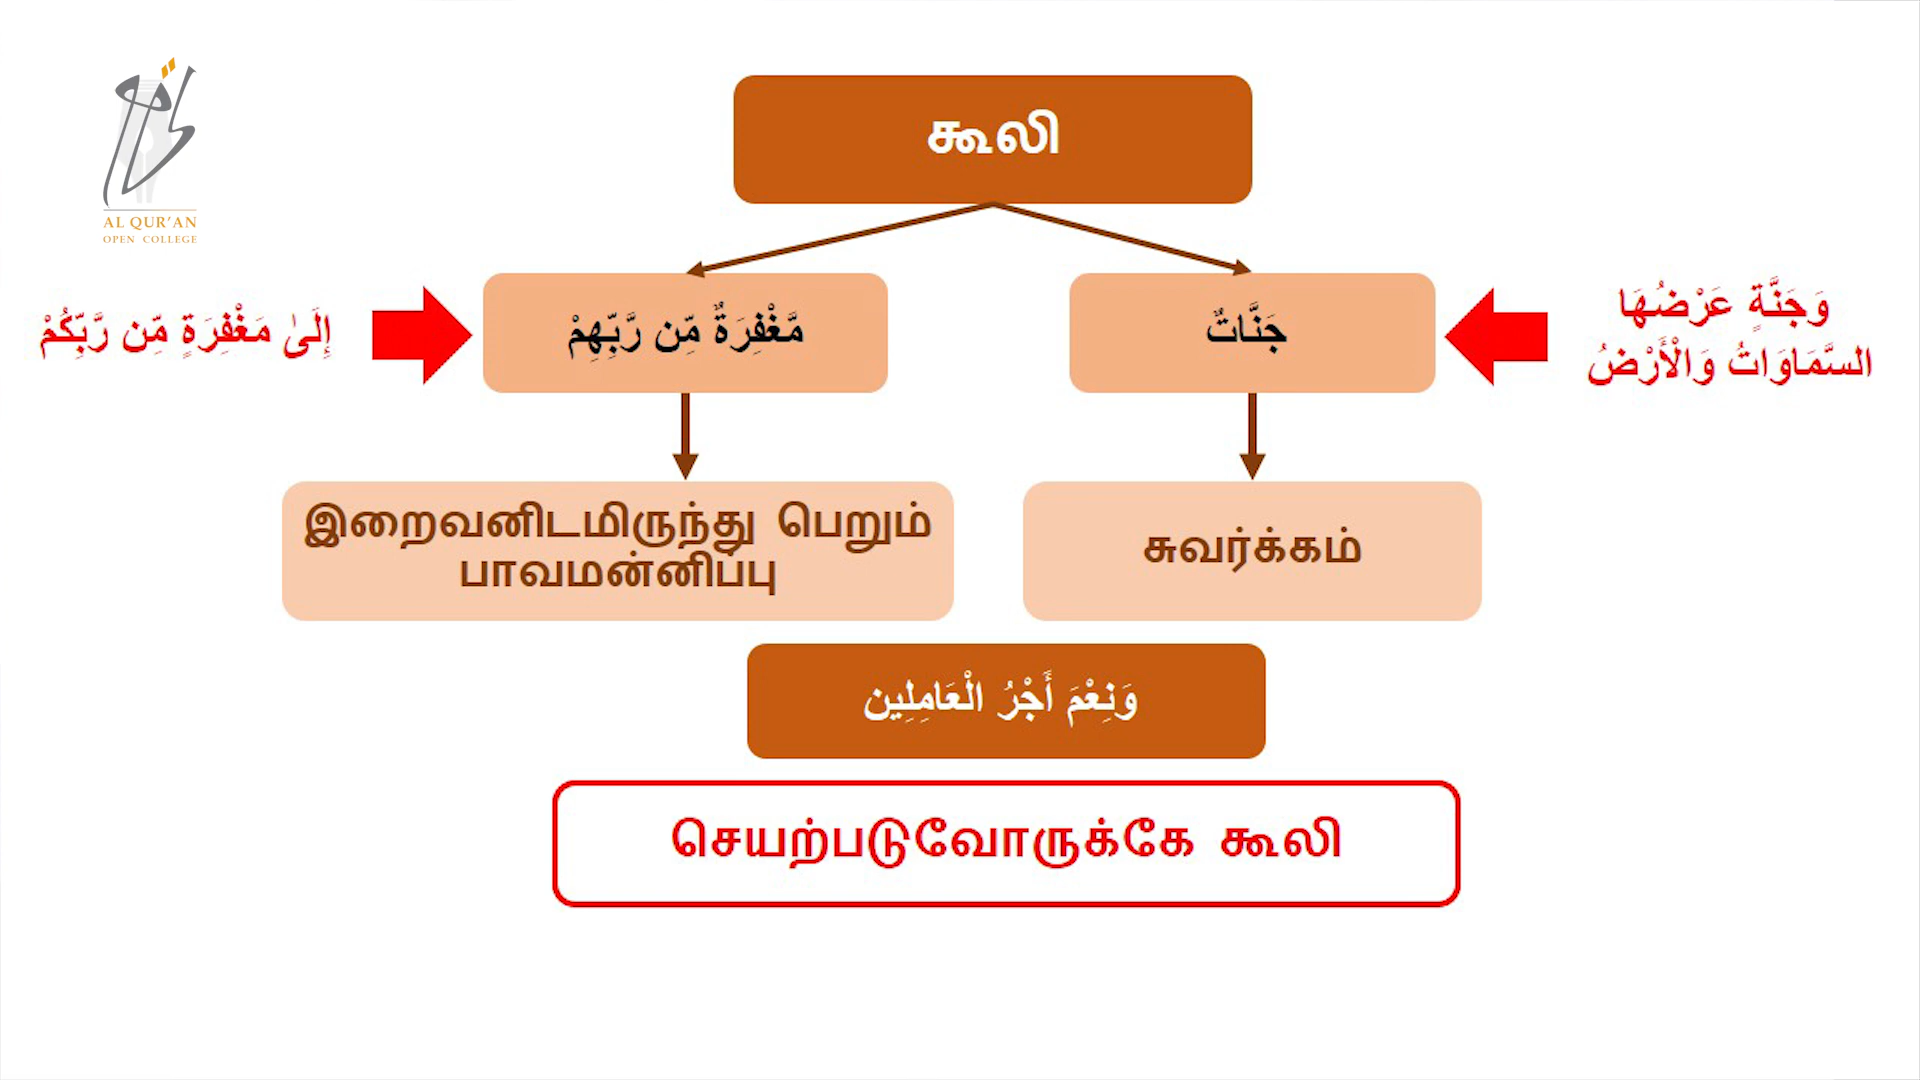 AL QUR'AN
OPEN COLLEGE
கூலி
إِلَىٰ مَغْفِرَةٍ مِّن رَّبِّكُمْ
مَّغْفِرَةٌ مِّن رَّبِّهِمْ
جَنَّاتٌ
وَجَنَّةٍ عَرْضُهَا
السَّمَاوَاتُ وَالْأَرْضُ
இறைவனிடமிருந்து பெறும்
பாவமன்னிப்பு
சுவர்க்கம்
وَنِعْمَ أَجْرُ الْعَامِلِين
செயற்படுவோருக்கே கூலி